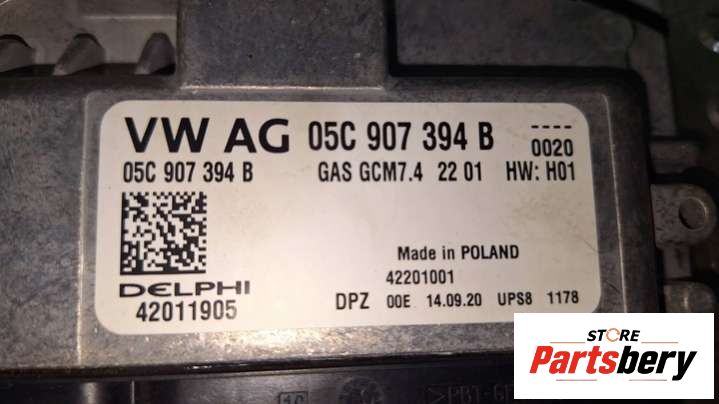 VW AG 05C 907 394 B ----
0020
05C 907 394 B GAS GCM7.4 22 01 HW: H01
Made in POLAND
42201001
DELPHI
42011905
DPZ 00E 14.09.20 UPS8 1178
STORE
Partsbery